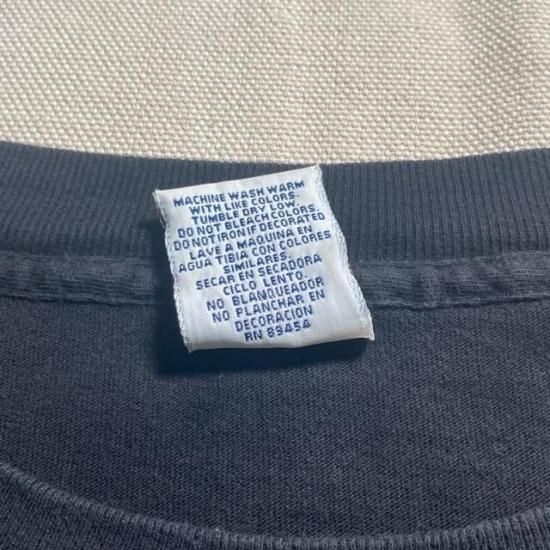 MACHINE WASH WARM
WITH LIKE COLORS.
TUMBLE DRY LOW.
DO NOT BLEACH COLORS.
DO NOT IRON IF DECORATED
LAVE A MAQUINA EN
AGUA TIBIA CON COLORES
SIMILARES.
SECAR EN SECADORA
CICLO LENTO.
NO BLANQUEADOR
NO PLANCHAR EN
DECORACION
RN 89454